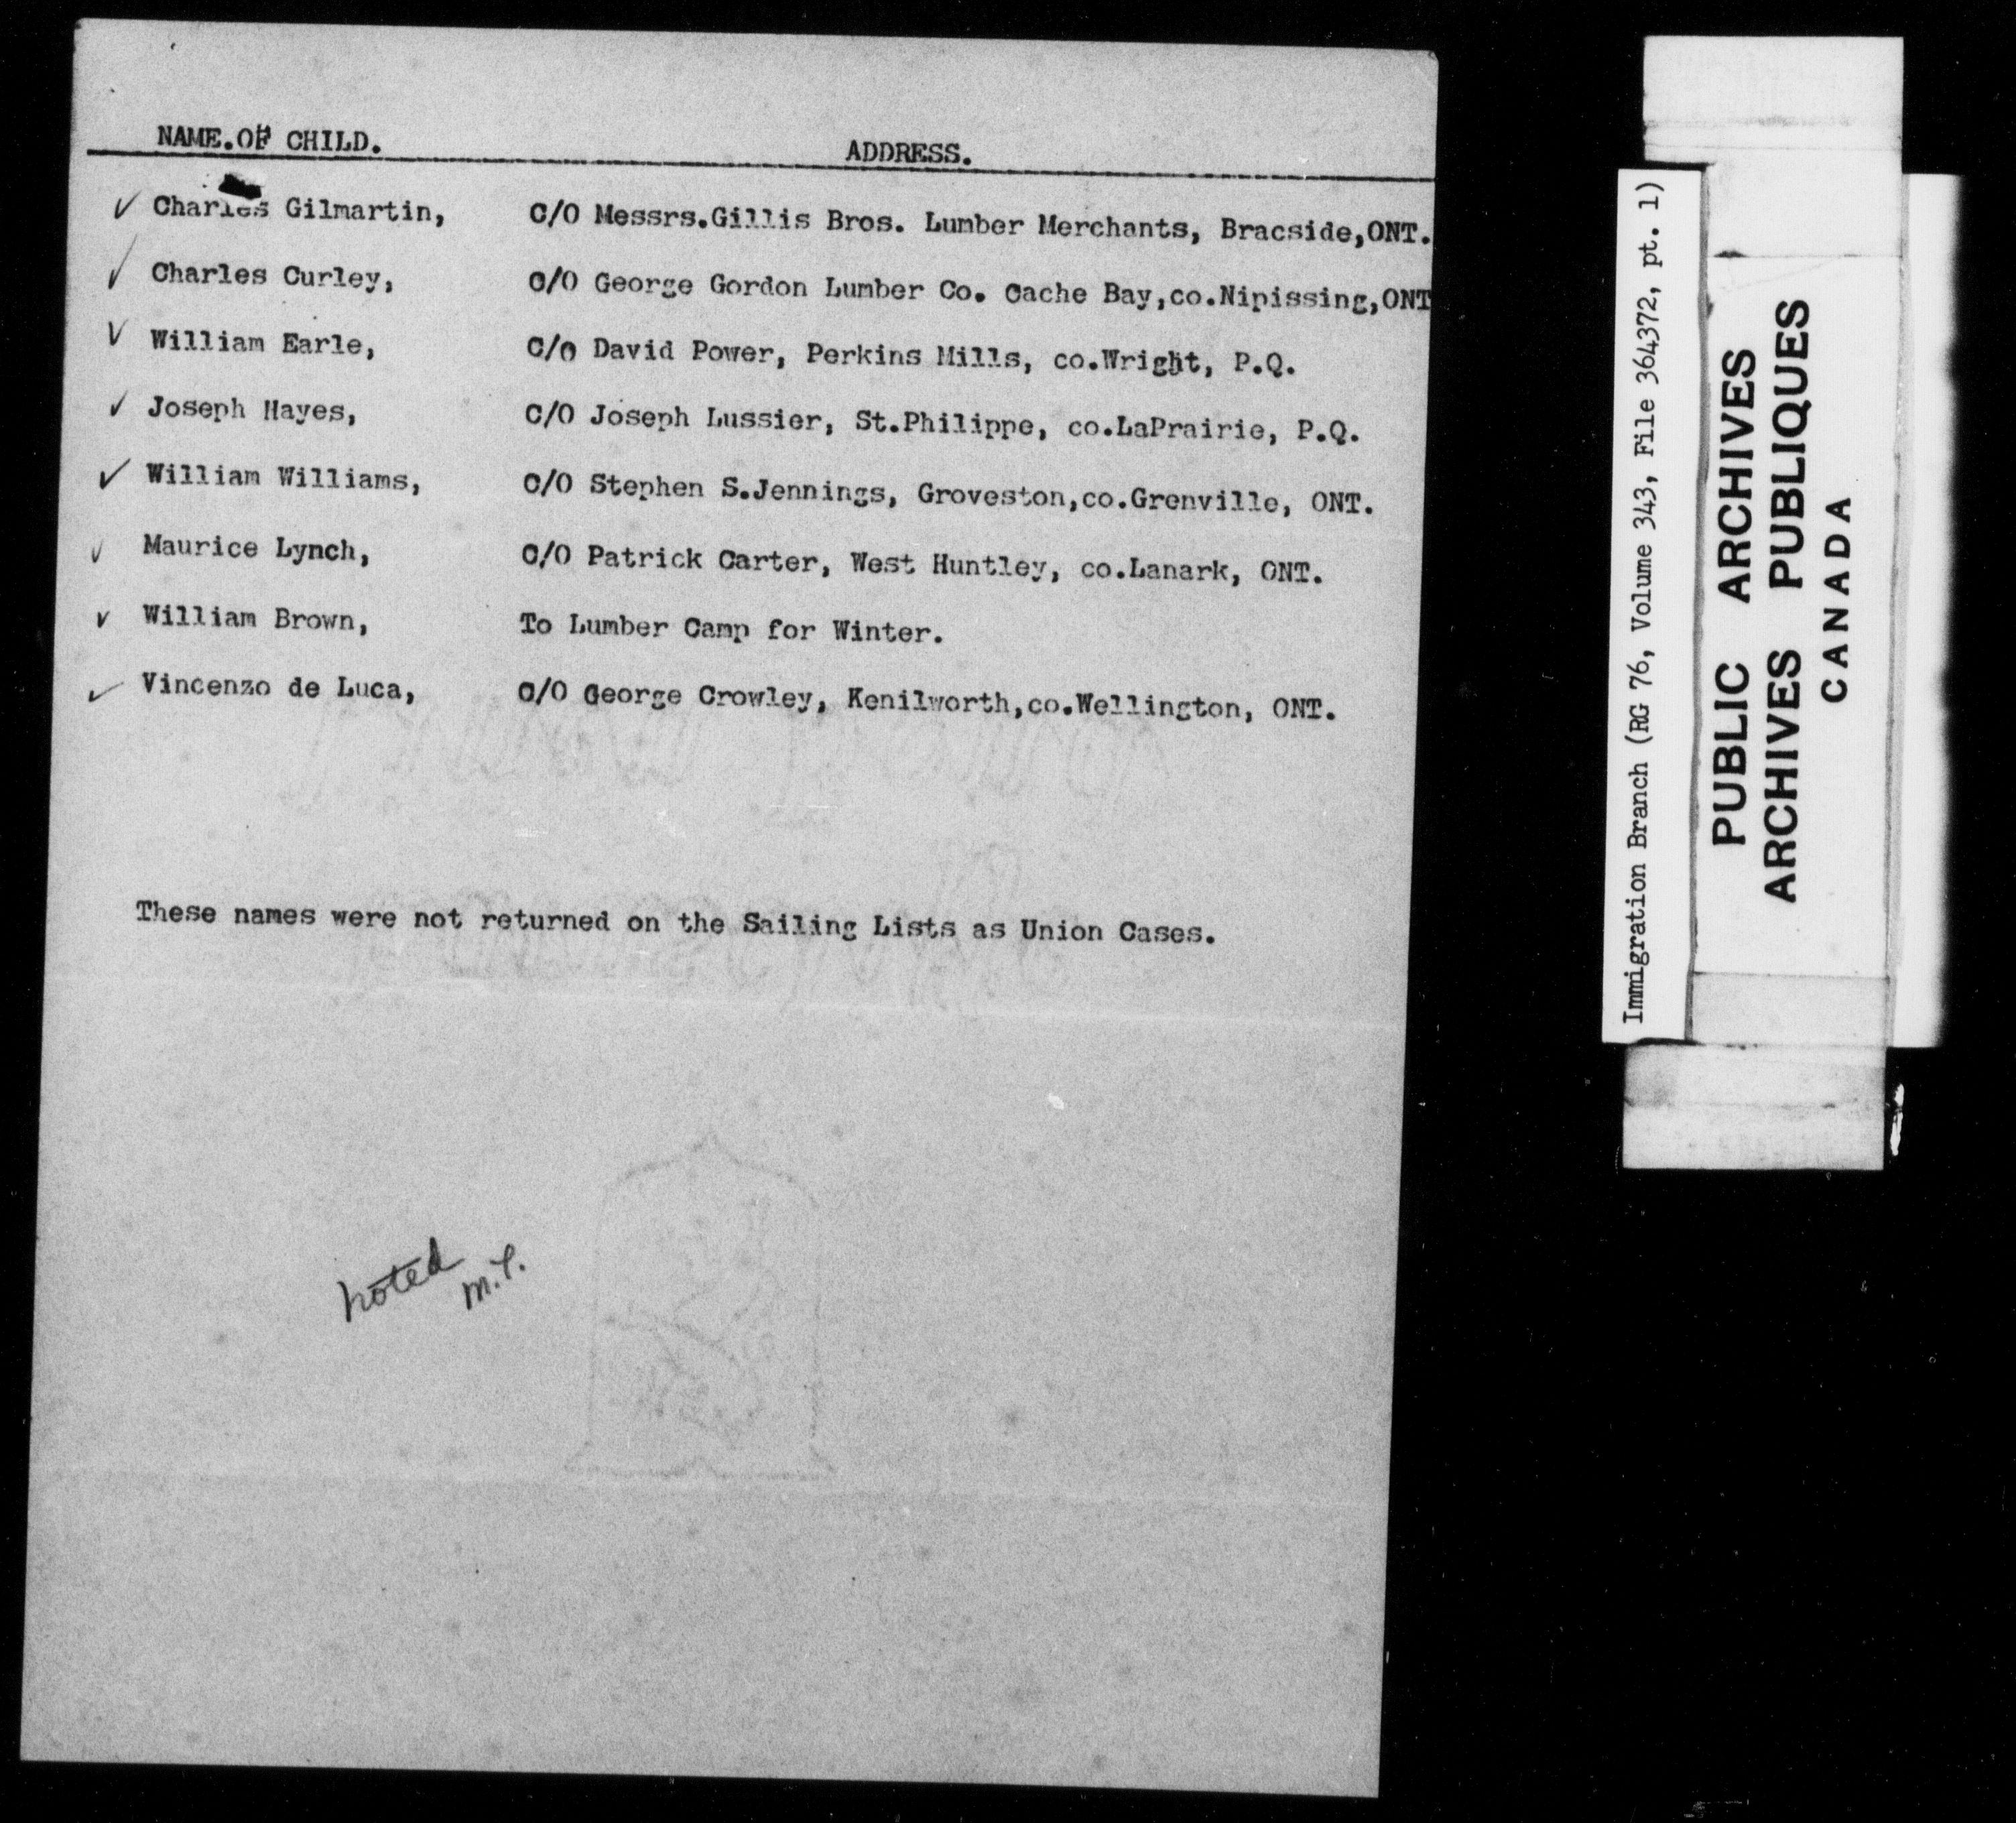 NAME.OF CHILD. ADDRESS.
✓ Charles Gilmartin, C/O Messrs.Gillis Bros. Lumber Merchants, Bracside,ONT.
✓ Charles Curley, C/O George Gordon Lumber Co. Cache Bay,co.Nipissing,ONT
✓ William Earle, C/O David Power, Perkins Mills, co.Wright, P.Q.
✓ Joseph Hayes, C/O Joseph Lussier, St.Philippe, co.LaPrairie, P.Q.
✓ William Williams, C/O Stephen S.Jennings, Groveston,co.Grenville, ONT.
✓ Maurice Lynch, C/O Patrick Carter, West Huntley, co.Lanark, ONT.
✓ William Brown, To Lumber Camp for Winter.
✓ Vincenzo de Luca, C/O George Crowley, Kenilworth,co.Wellington, ONT.
These names were not returned on the Sailing Lists as Union Cases.
noted
Immigration Branch (RG 76, Volume 343, File 364372, pt. 1)
PUBLIC ARCHIVES
ARCHIVES PUBLIQUES
CANADA